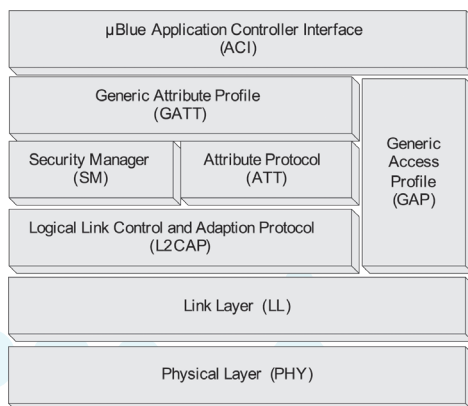 µBlue Application Controller Interface
(ACI)
Generic Attribute Profile
(GATT)
Security Manager
(SM)
Attribute Protocol
(ATT)
Generic
Access
Profile
(GAP)
Logical Link Control and Adaption Protocol
(L2CAP)
Link Layer (LL)
Physical Layer (PHY)